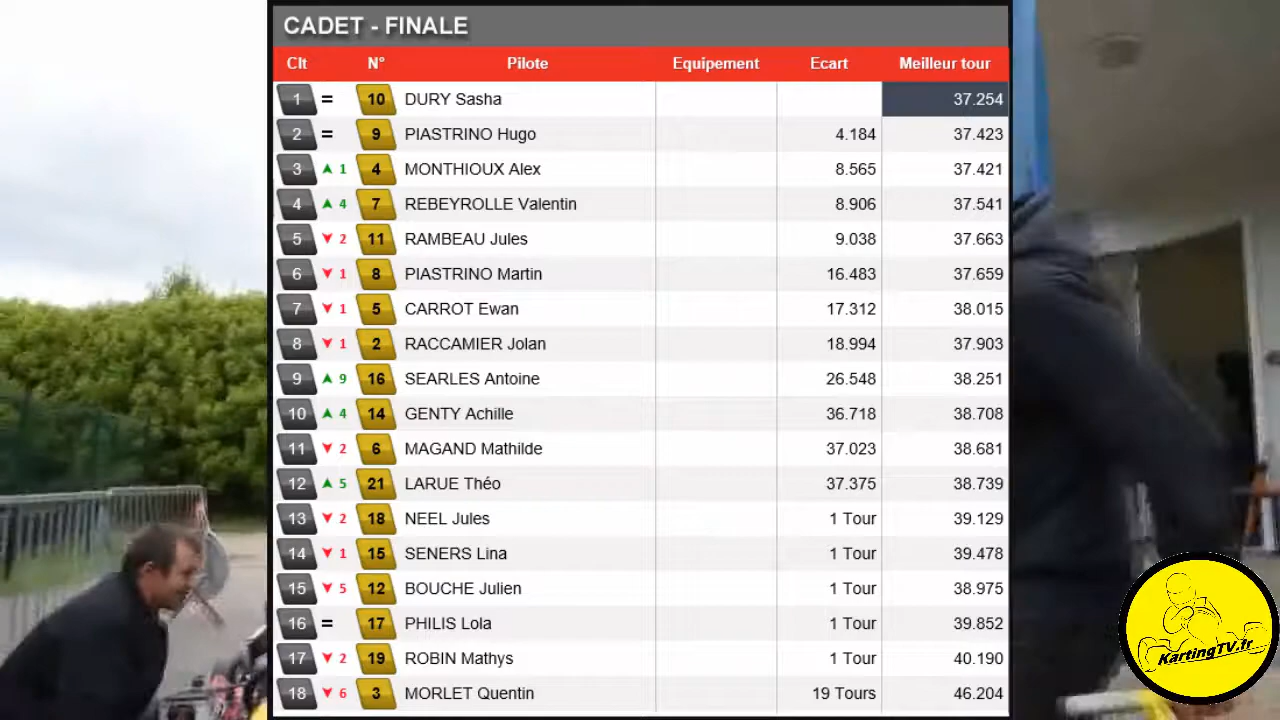 CADET - FINALE
Clt N° Pilote Equipement Ecart Meilleur tour
1 = 10 DURY Sasha 37.254
2 = 9 PIASTRINO Hugo 4.184 37.423
3 1 4 MONTHIOUX Alex 8.565 37.421
4 4 7 REBEYROLLE Valentin 8.906 37.541
5 2 11 RAMBEAU Jules 9.038 37.663
6 1 8 PIASTRINO Martin 16.483 37.659
7 1 5 CARROT Ewan 17.312 38.015
8 1 2 RACCAMIER Jolan 18.994 37.903
9 9 16 SEARLES Antoine 26.548 38.251
10 4 14 GENTY Achille 36.718 38.708
11 2 6 MAGAND Mathilde 37.023 38.681
12 5 21 LARUE Théo 37.375 38.739
13 2 18 NEEL Jules 1 Tour 39.129
14 1 15 SENERS Lina 1 Tour 39.478
15 5 12 BOUCHE Julien 1 Tour 38.975
16 = 17 PHILIS Lola 1 Tour 39.852
17 2 19 ROBIN Mathys 1 Tour 40.190
18 6 3 MORLET Quentin 19 Tours 46.204
KartingTV.fr